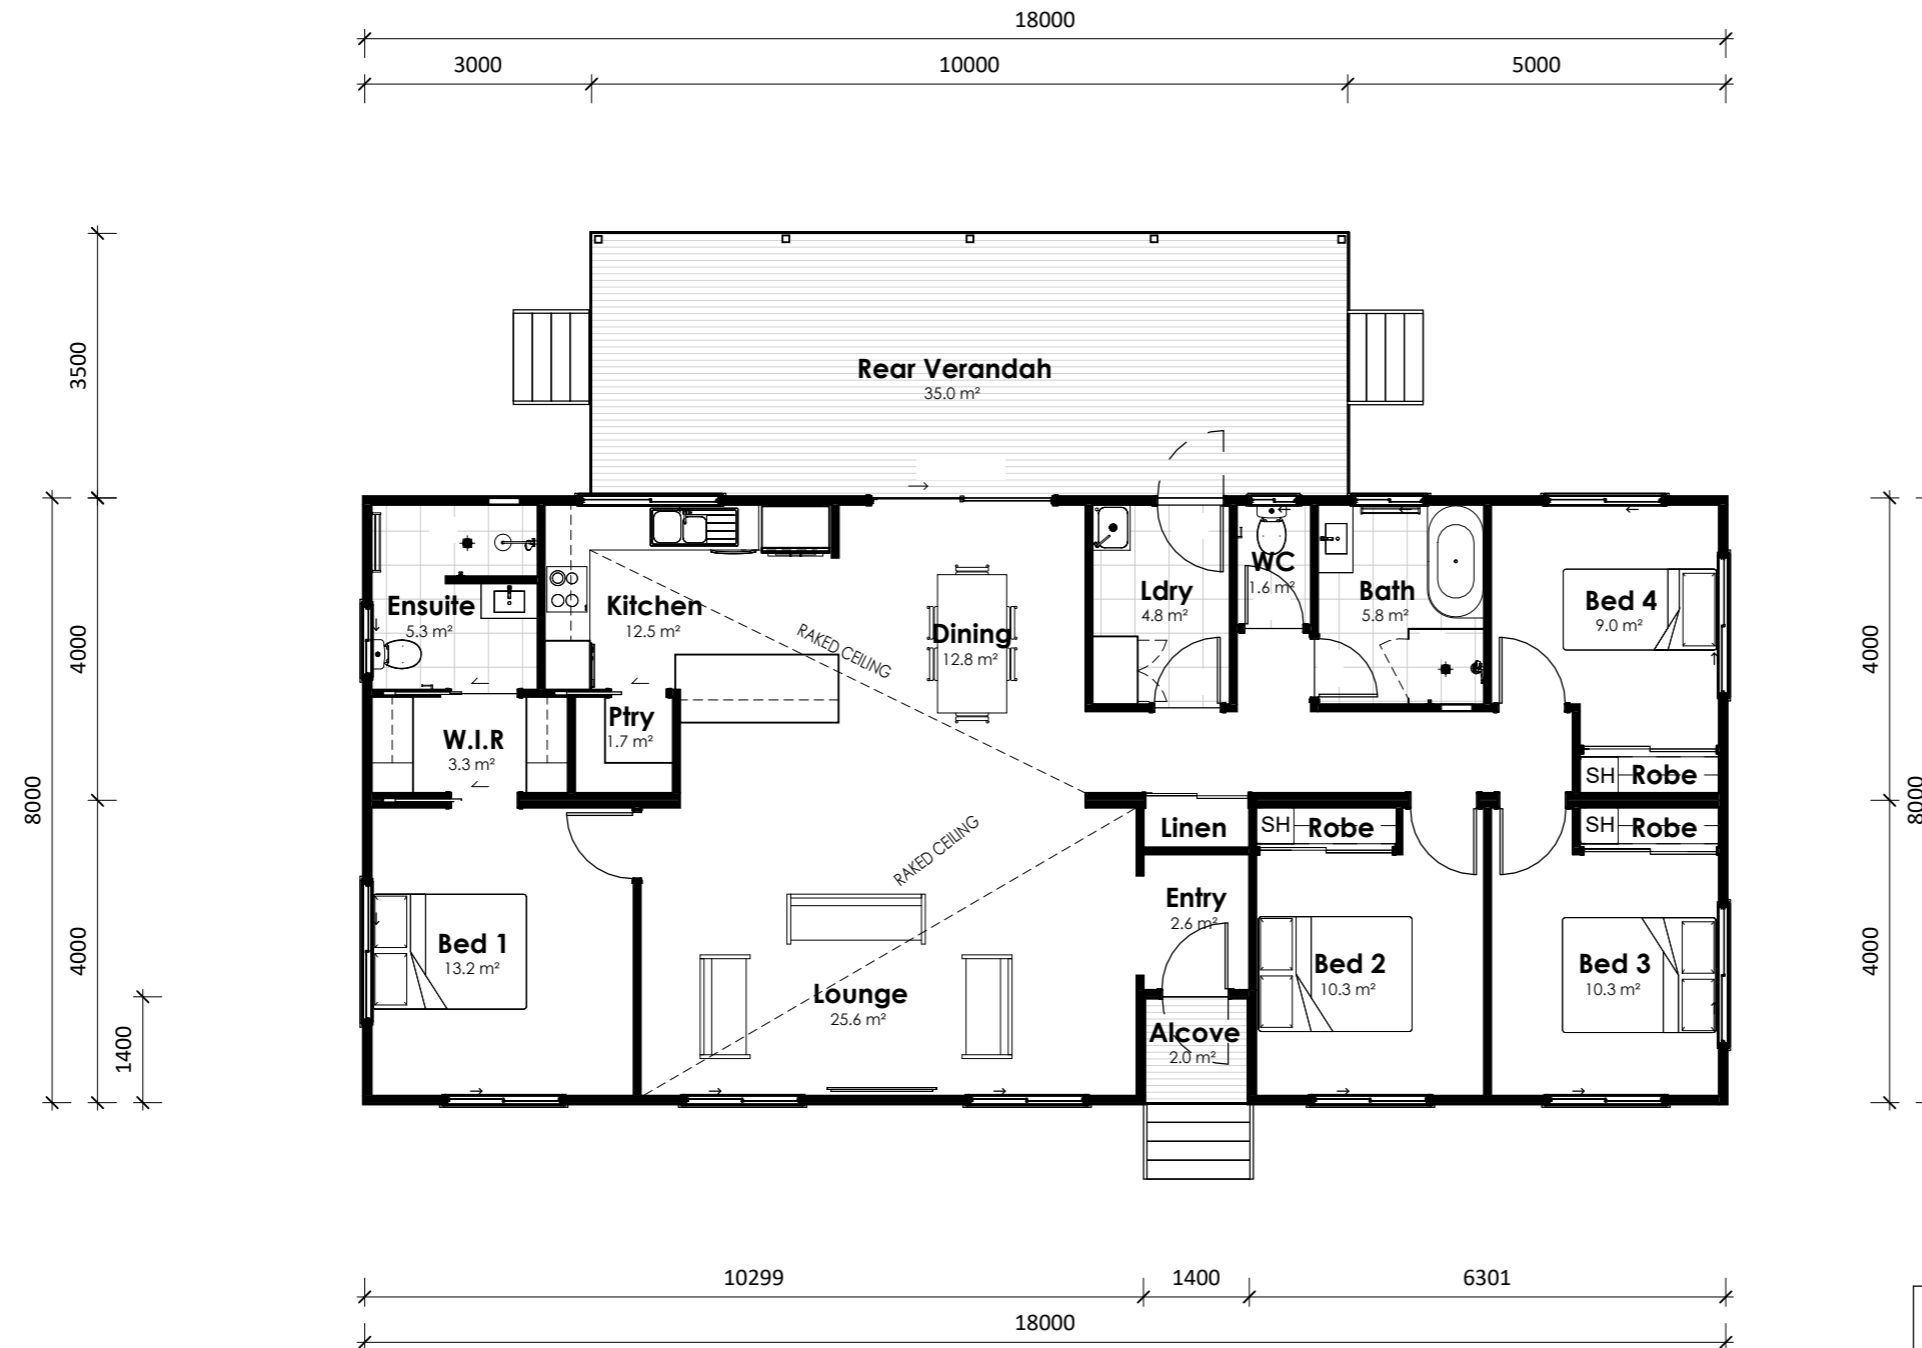 18000
3000
10000
5000
3500
Rear Verandah
35.0 m²
8000
4000
4000
1400
Ensuite
5.3 m²
Kitchen
12.5 m²
RAKED CEILING
Dining
12.8 m²
Ldry
4.8 m²
WC
1.6 m²
Bath
5.8 m²
Bed 4
9.0 m²
4000
8000
4000
W.I.R
3.3 m²
Ptry
1.7 m²
SH
Robe
Linen
SH
Robe
SH
Robe
RAKED CEILING
Bed 1
13.2 m²
Lounge
25.6 m²
Entry
2.6 m²
Alcove
2.0 m²
Bed 2
10.3 m²
Bed 3
10.3 m²
10299
1400
6301
18000